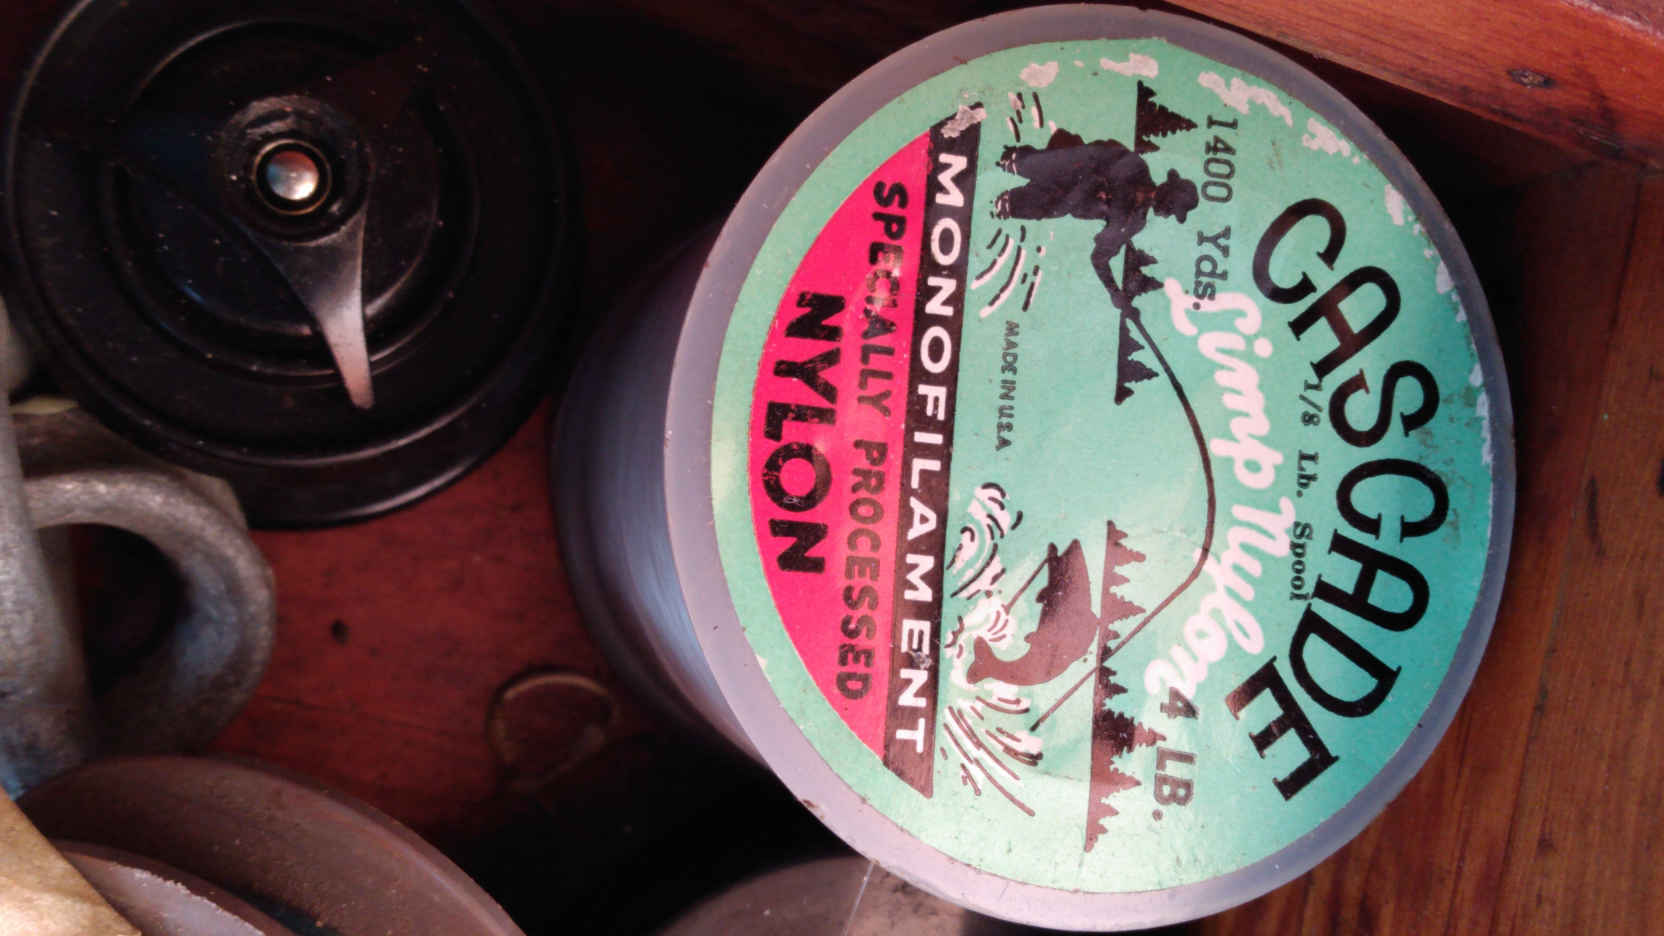 CASCADE
1/8 Lb. Spool
Limp Nylon
1400 Yds.
4 LB.
MADE IN U.S.A.
MONOFILAMENT
SPECIALLY PROCESSED
NYLON